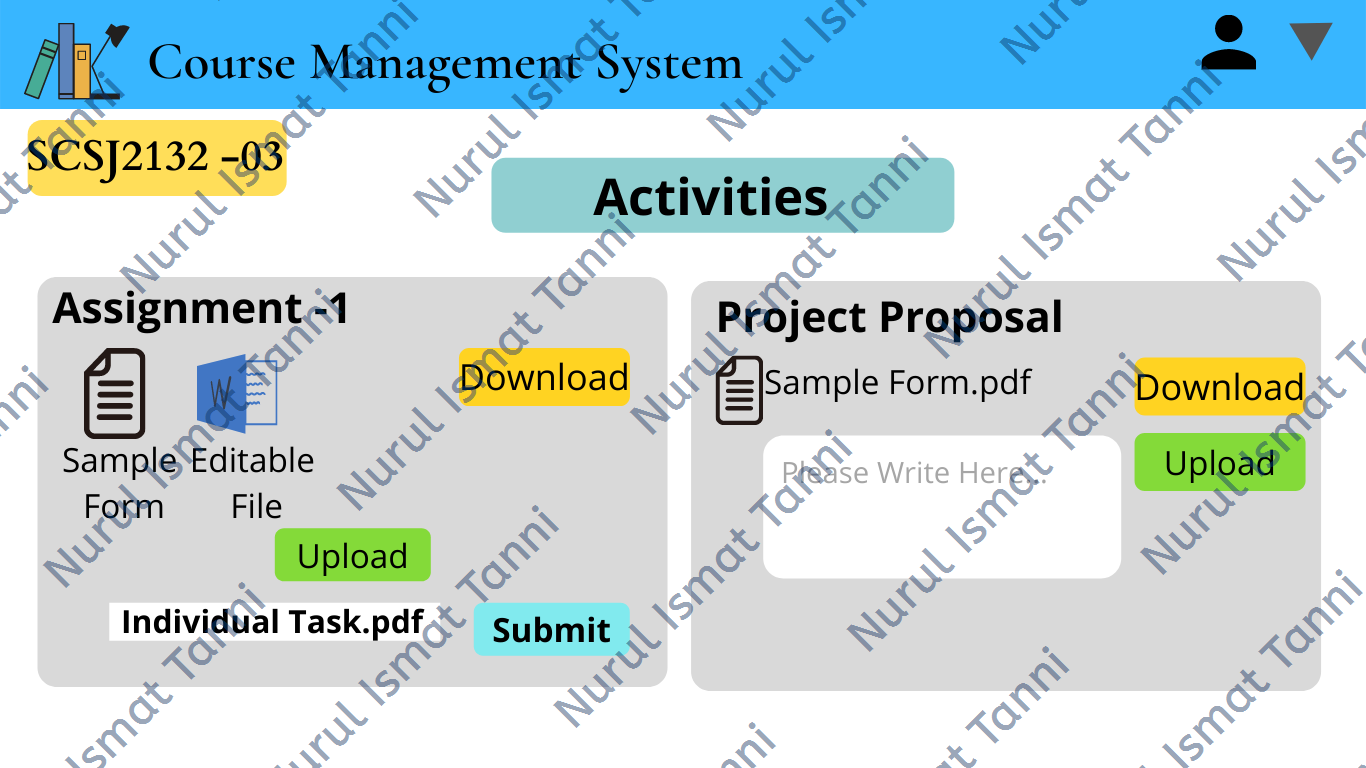 Course Management System
SCSJ2132 –03
Activities
Assignment -1
Download
Sample Form
Editable File
Upload
Individual Task.pdf
Submit
Project Proposal
Sample Form.pdf
Download
Please Write Here...
Upload
Nurul Ismat Tanni